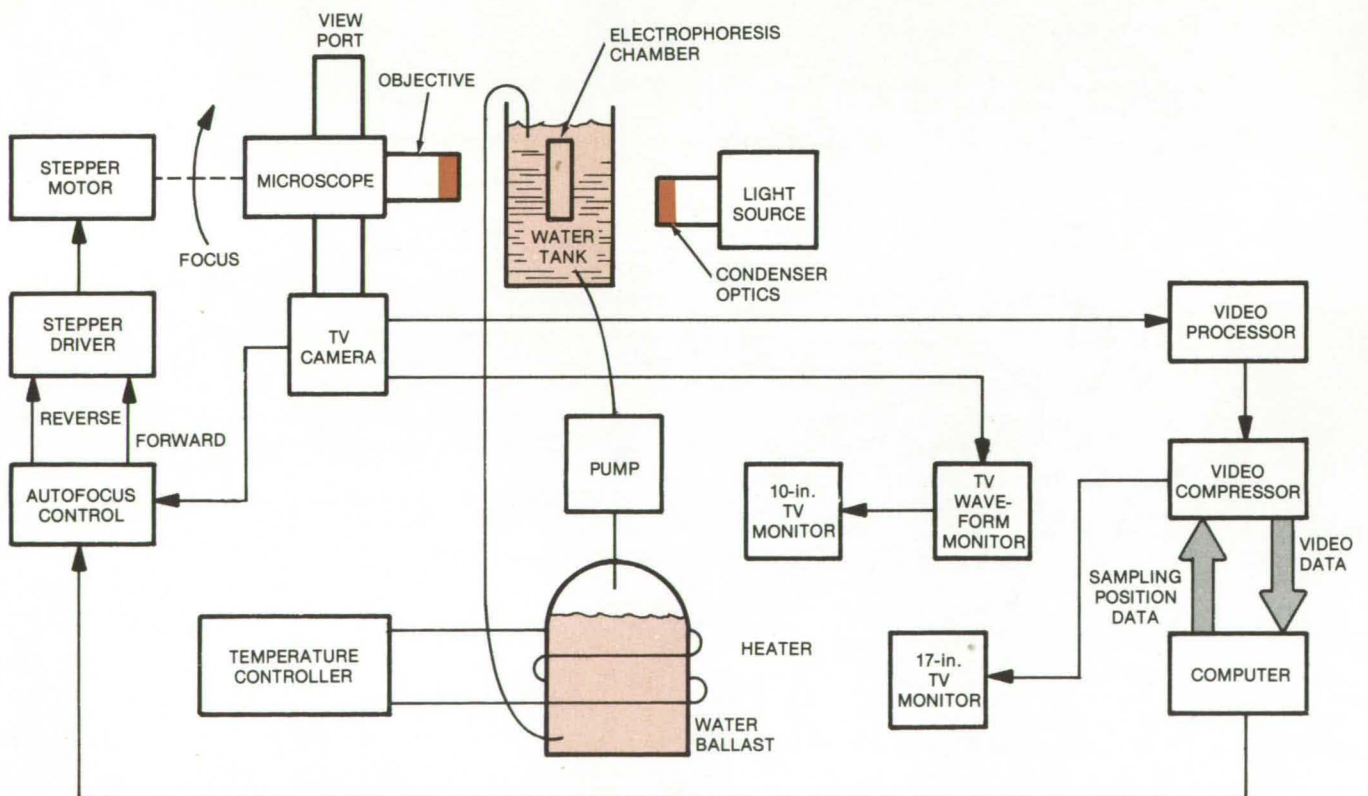 VIEW
PORT
ELECTROPHORESIS
CHAMBER
OBJECTIVE
STEPPER
MOTOR
MICROSCOPE
LIGHT
SOURCE
FOCUS
WATER
TANK
CONDENSER
OPTICS
STEPPER
DRIVER
TV
CAMERA
VIDEO
PROCESSOR
REVERSE
FORWARD
PUMP
AUTOFOCUS
CONTROL
10-in.
TV
MONITOR
TV
WAVE-
FORM
MONITOR
VIDEO
COMPRESSOR
SAMPLING
POSITION
DATA
VIDEO
DATA
TEMPERATURE
CONTROLLER
HEATER
17-in.
TV
MONITOR
COMPUTER
WATER
BALLAST